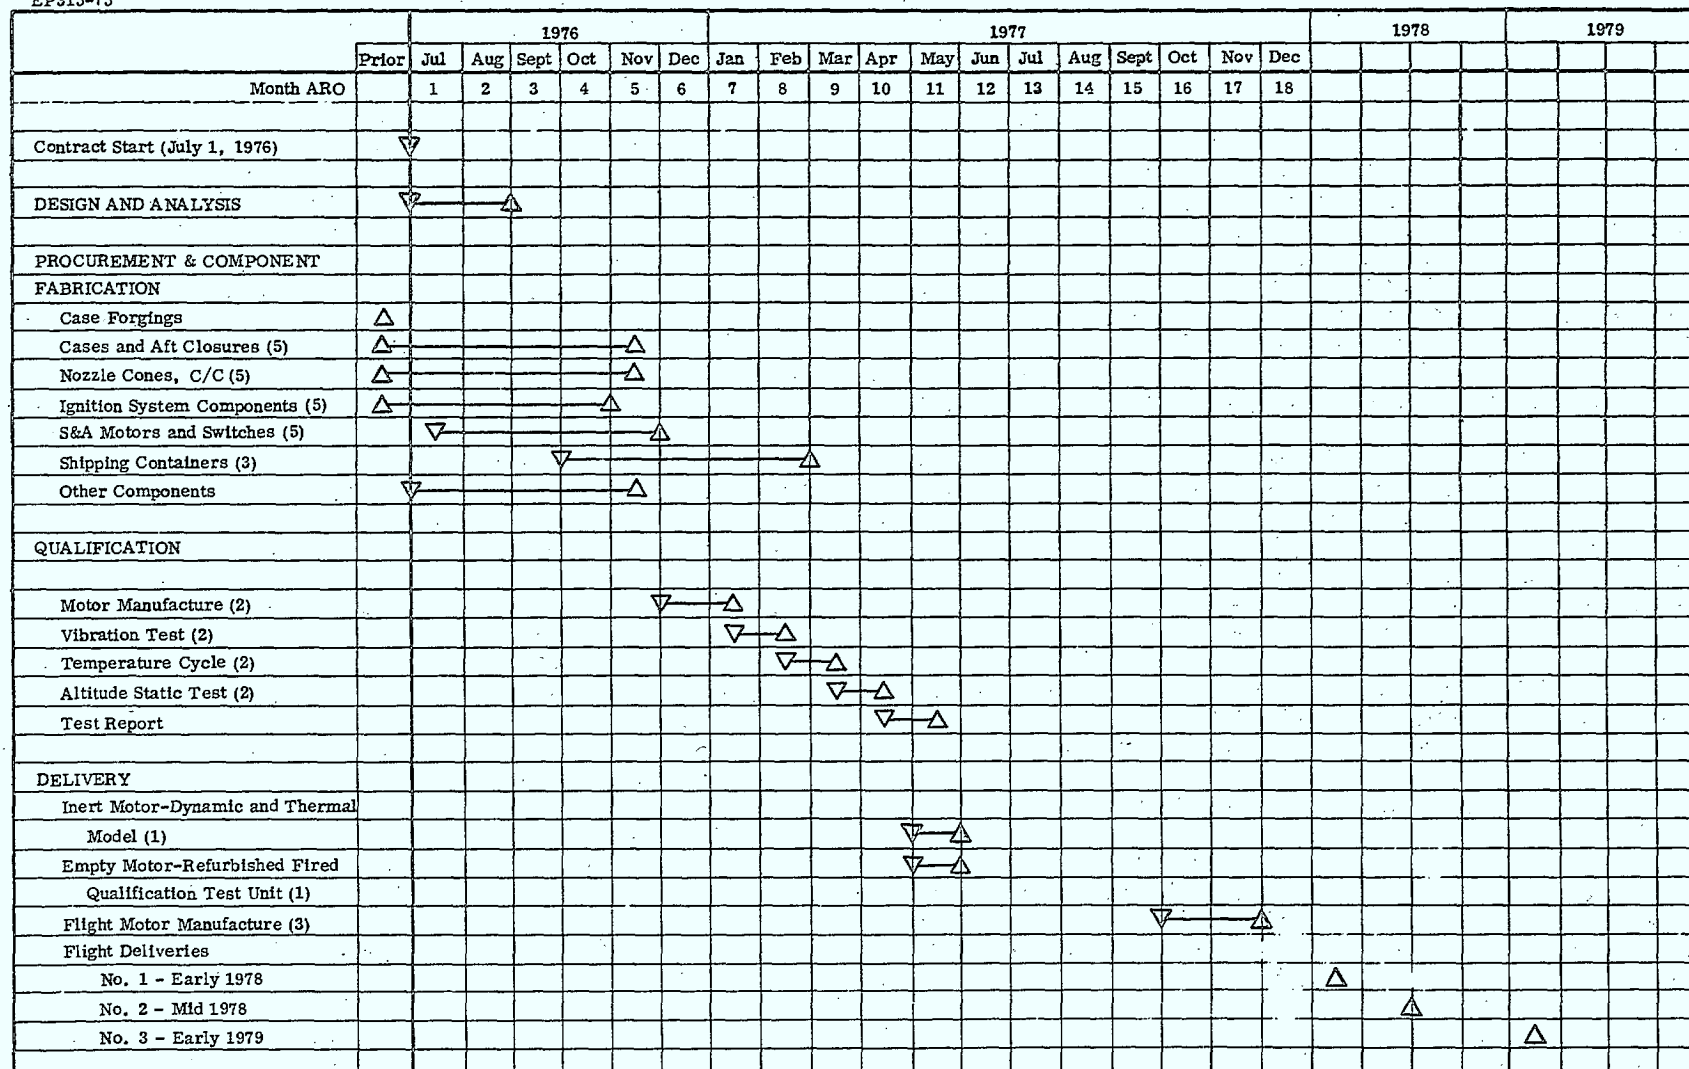 EP315-75
1976 1977 1978 1979
Prior Jul Aug Sept Oct Nov Dec Jan Feb Mar Apr May Jun Jul Aug Sept Oct Nov Dec
Month ARO 1 2 3 4 5 6 7 8 9 10 11 12 13 14 15 16 17 18
Contract Start (July 1, 1976)
DESIGN AND ANALYSIS
PROCUREMENT & COMPONENT
FABRICATION
Case Forgings
Cases and Aft Closures (5)
Nozzle Cones, C/C (5)
Ignition System Components (5)
S&A Motors and Switches (5)
Shipping Containers (3)
Other Components
QUALIFICATION
Motor Manufacture (2)
Vibration Test (2)
Temperature Cycle (2)
Altitude Static Test (2)
Test Report
DELIVERY
Inert Motor-Dynamic and Thermal
Model (1)
Empty Motor-Refurbished Fired
Qualification Test Unit (1)
Flight Motor Manufacture (3)
Flight Deliveries
No. 1 - Early 1978
No. 2 - Mid 1978
No. 3 - Early 1979